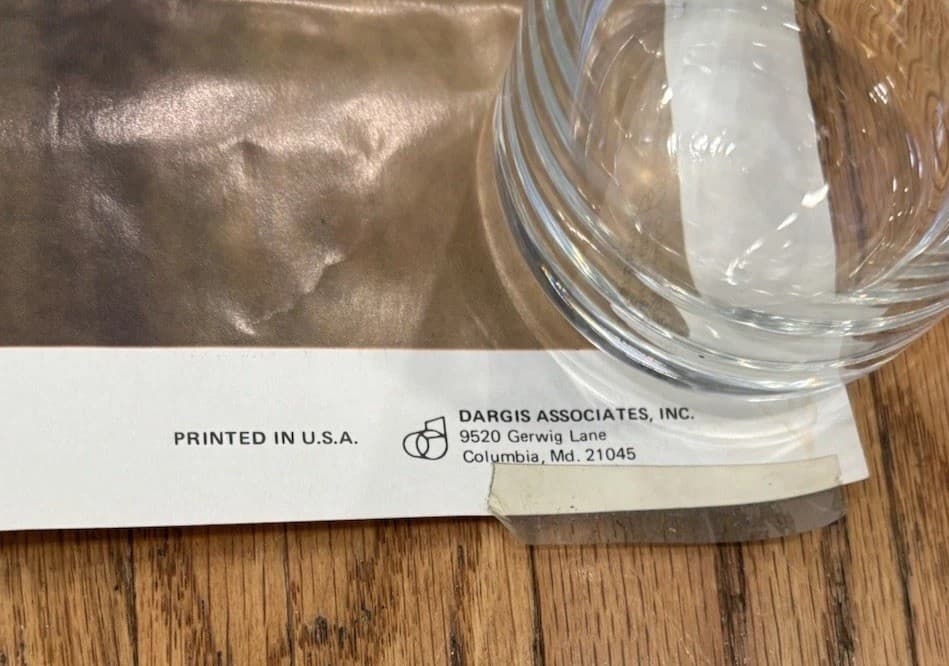 PRINTED IN U.S.A.
DARGIS ASSOCIATES, INC.
9520 Gerwig Lane
Columbia, Md. 21045